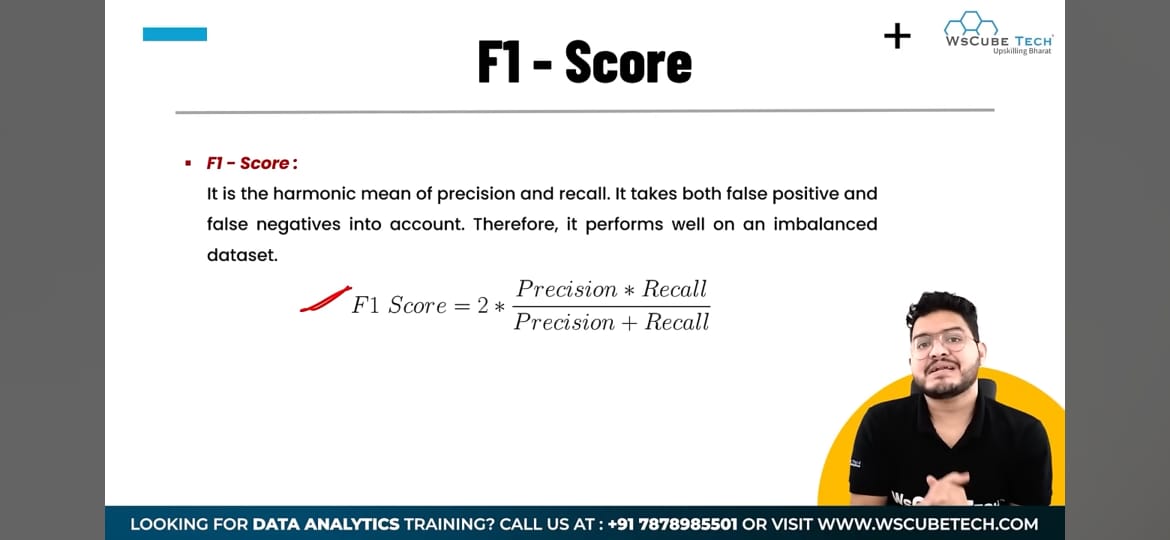 F1 - Score
+
WsCUBE TECH
Upskilling Bharat
▪ F1 - Score :
It is the harmonic mean of precision and recall. It takes both false positive and
false negatives into account. Therefore, it performs well on an imbalanced
dataset.
F1 Score = 2 * (Precision * Recall) / (Precision + Recall)
LOOKING FOR DATA ANALYTICS TRAINING? CALL US AT : +91 7878985501 OR VISIT WWW.WSCUBETECH.COM